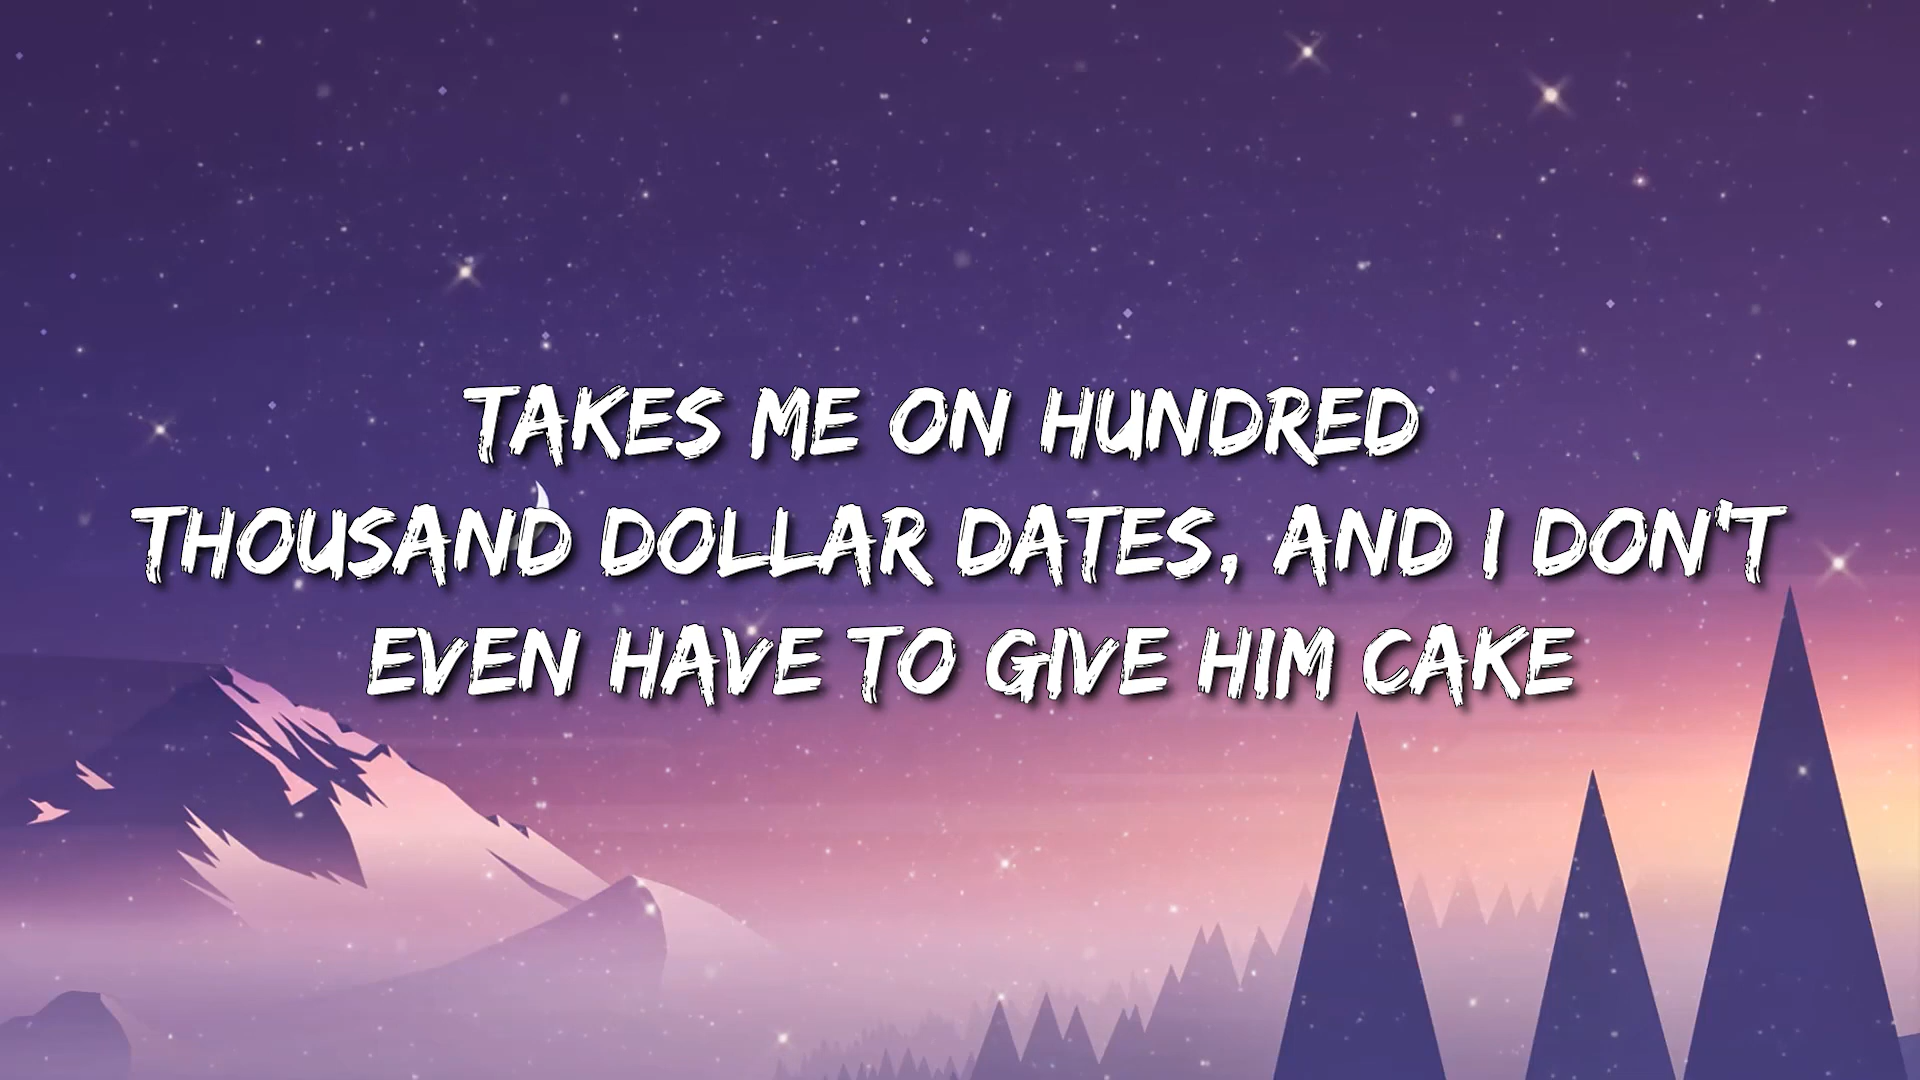 TAKES ME ON HUNDRED
THOUSAND DOLLAR DATES, AND I DON'T
EVEN HAVE TO GIVE HIM CAKE